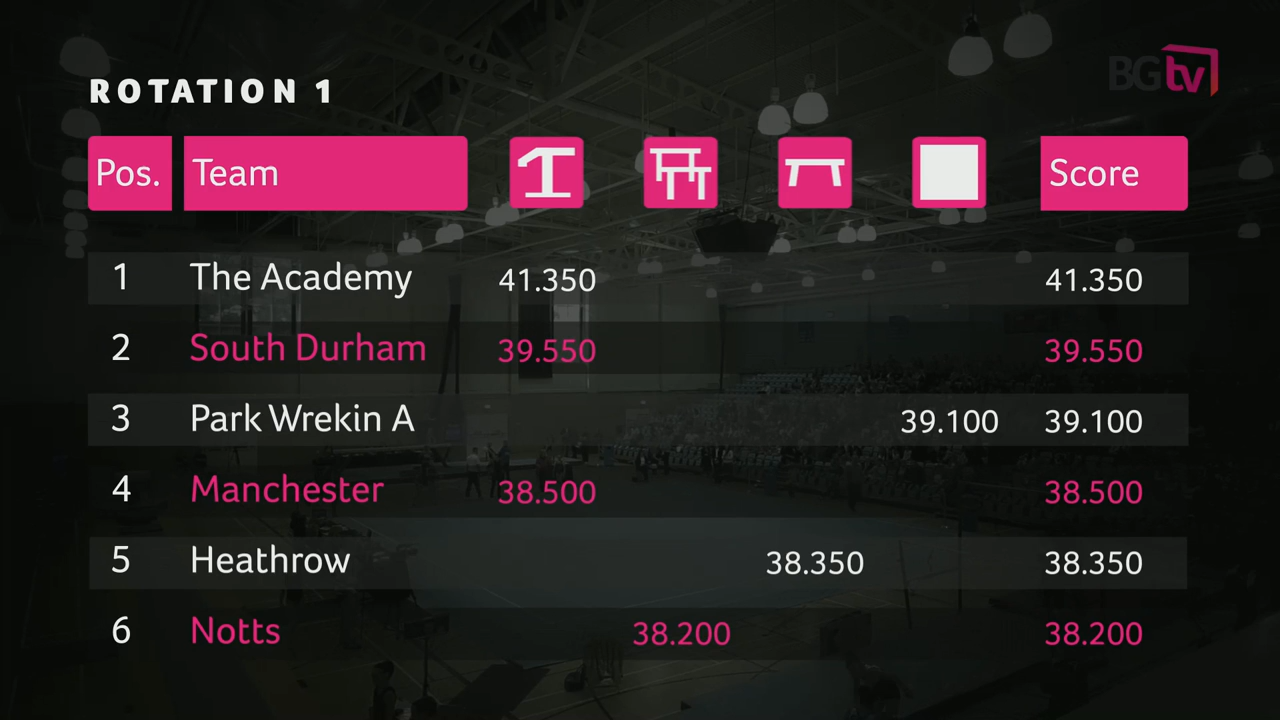 BGtv
ROTATION 1
Pos. Team Score
1 The Academy 41.350 41.350
2 South Durham 39.550 39.550
3 Park Wrekin A 39.100 39.100
4 Manchester 38.500 38.500
5 Heathrow 38.350 38.350
6 Notts 38.200 38.200